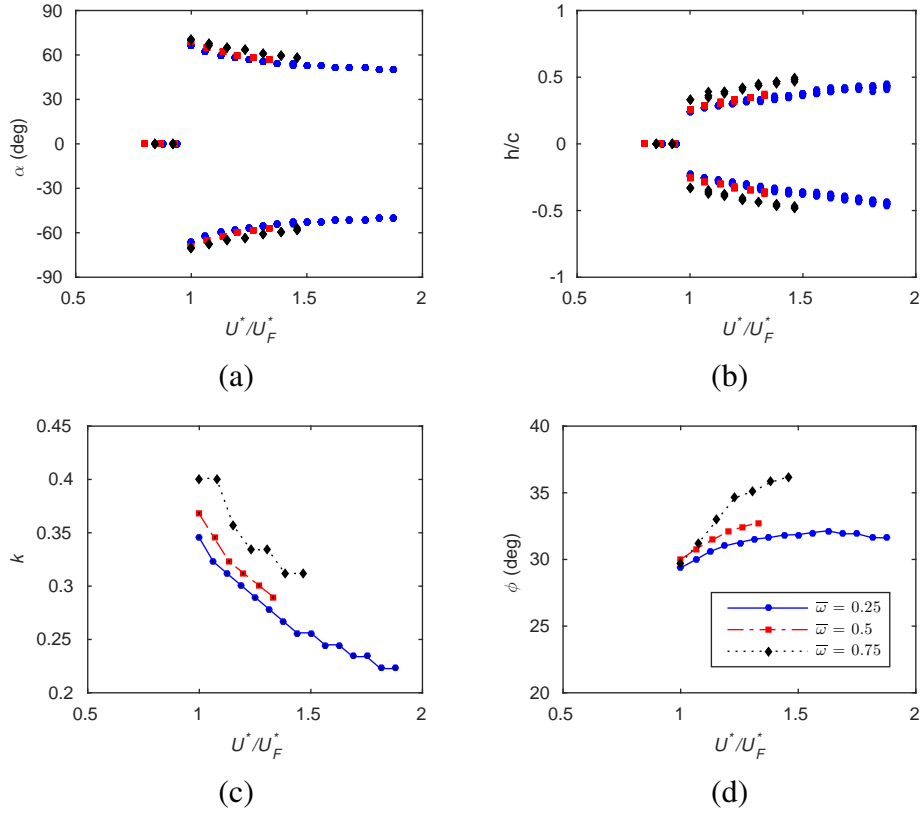 90
60
30
0
-30
-60
-90
α (deg)
0.5
1
1.5
2
U*/U*F
(a)
1
0.5
0
-0.5
-1
h/c
0.5
1
1.5
2
U*/U*F
(b)
0.45
0.4
0.35
0.3
0.25
0.2
k
0.5
1
1.5
2
U*/U*F
(c)
40
35
30
25
20
ϕ (deg)
ω̅ = 0.25
ω̅ = 0.5
ω̅ = 0.75
0.5
1
1.5
2
U*/U*F
(d)